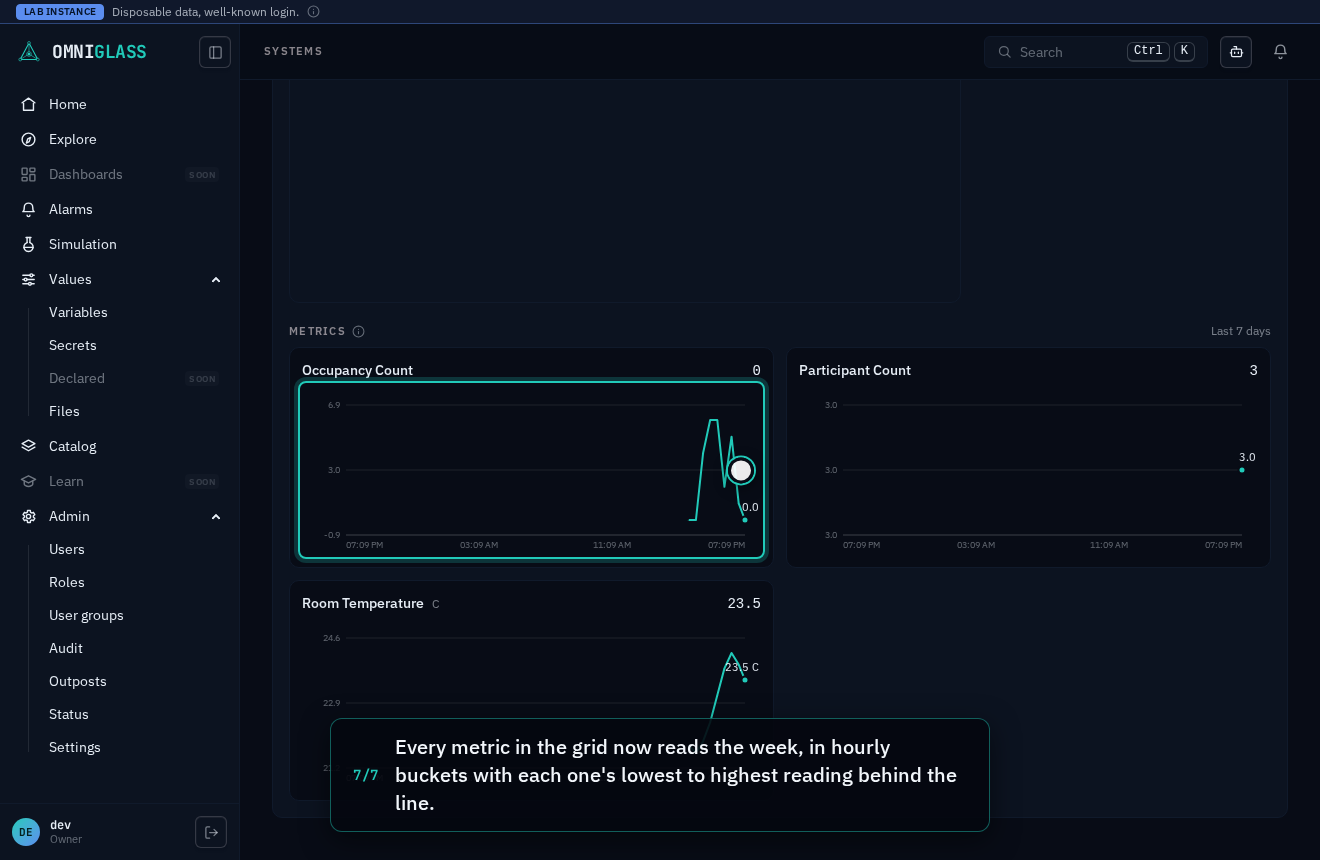 LAB INSTANCE Disposable data, well-known login.
OMNIGLASS
SYSTEMS
Search Ctrl K
Home
Explore
Dashboards SOON
Alarms
Simulation
Values
Variables
Secrets
Declared SOON
Files
Catalog
Learn SOON
Admin
Users
Roles
User groups
Audit
Outposts
Status
Settings
DE dev
Owner
METRICS Last 7 days
Occupancy Count 0
6.9
3.0
-0.9
0.0
07:09 PM 03:09 AM 11:09 AM 07:09 PM
Participant Count 3
3.0
3.0
3.0
3.0
07:09 PM 03:09 AM 11:09 AM 07:09 PM
Room Temperature C 23.5
24.6
23.5 C
22.9
7/7
Every metric in the grid now reads the week, in hourly
buckets with each one's lowest to highest reading behind the
line.